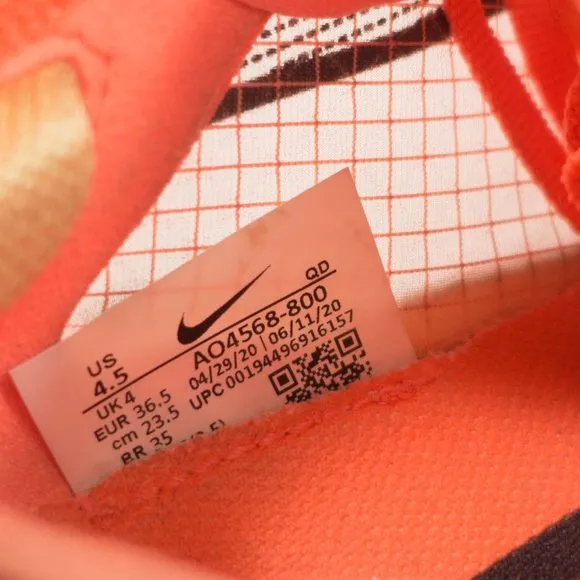 US
4.5
UK 4
EUR 36.5
cm 23.5
BR 35
QD
AO4568-800
04/29/20 | 06/11/20
UPC 00194496916157